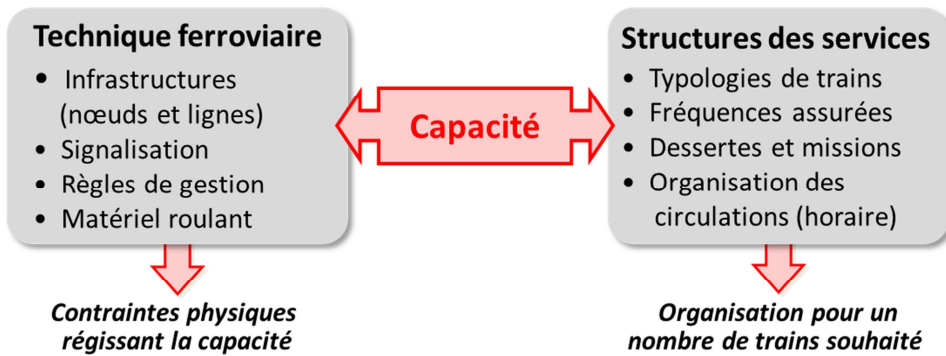 Technique ferroviaire
• Infrastructures
(nœuds et lignes)
• Signalisation
• Règles de gestion
• Matériel roulant
Capacité
Structures des services
• Typologies de trains
• Fréquences assurées
• Dessertes et missions
• Organisation des
circulations (horaire)
Contraintes physiques
régissant la capacité
Organisation pour un
nombre de trains souhaité